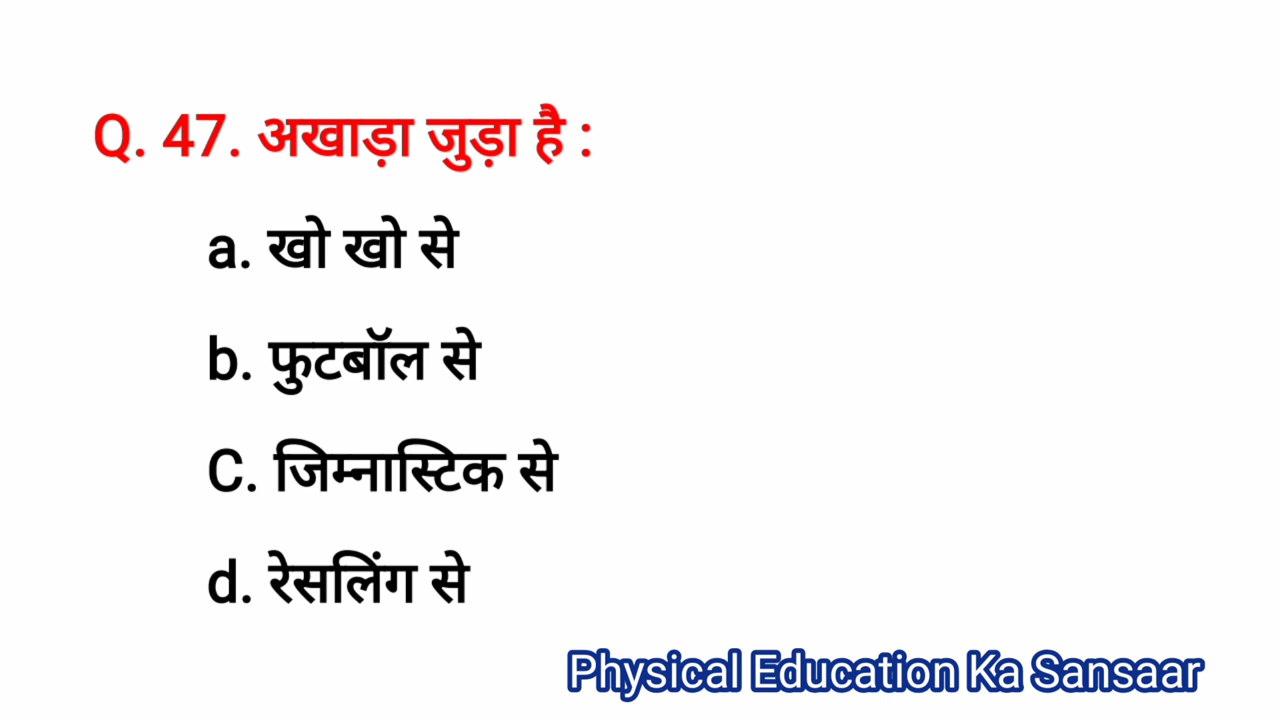 Q. 47. अखाड़ा जुड़ा है :
a. खो खो से
b. फुटबॉल से
C. जिम्नास्टिक से
d. रेसलिंग से
Physical Education Ka Sansaar